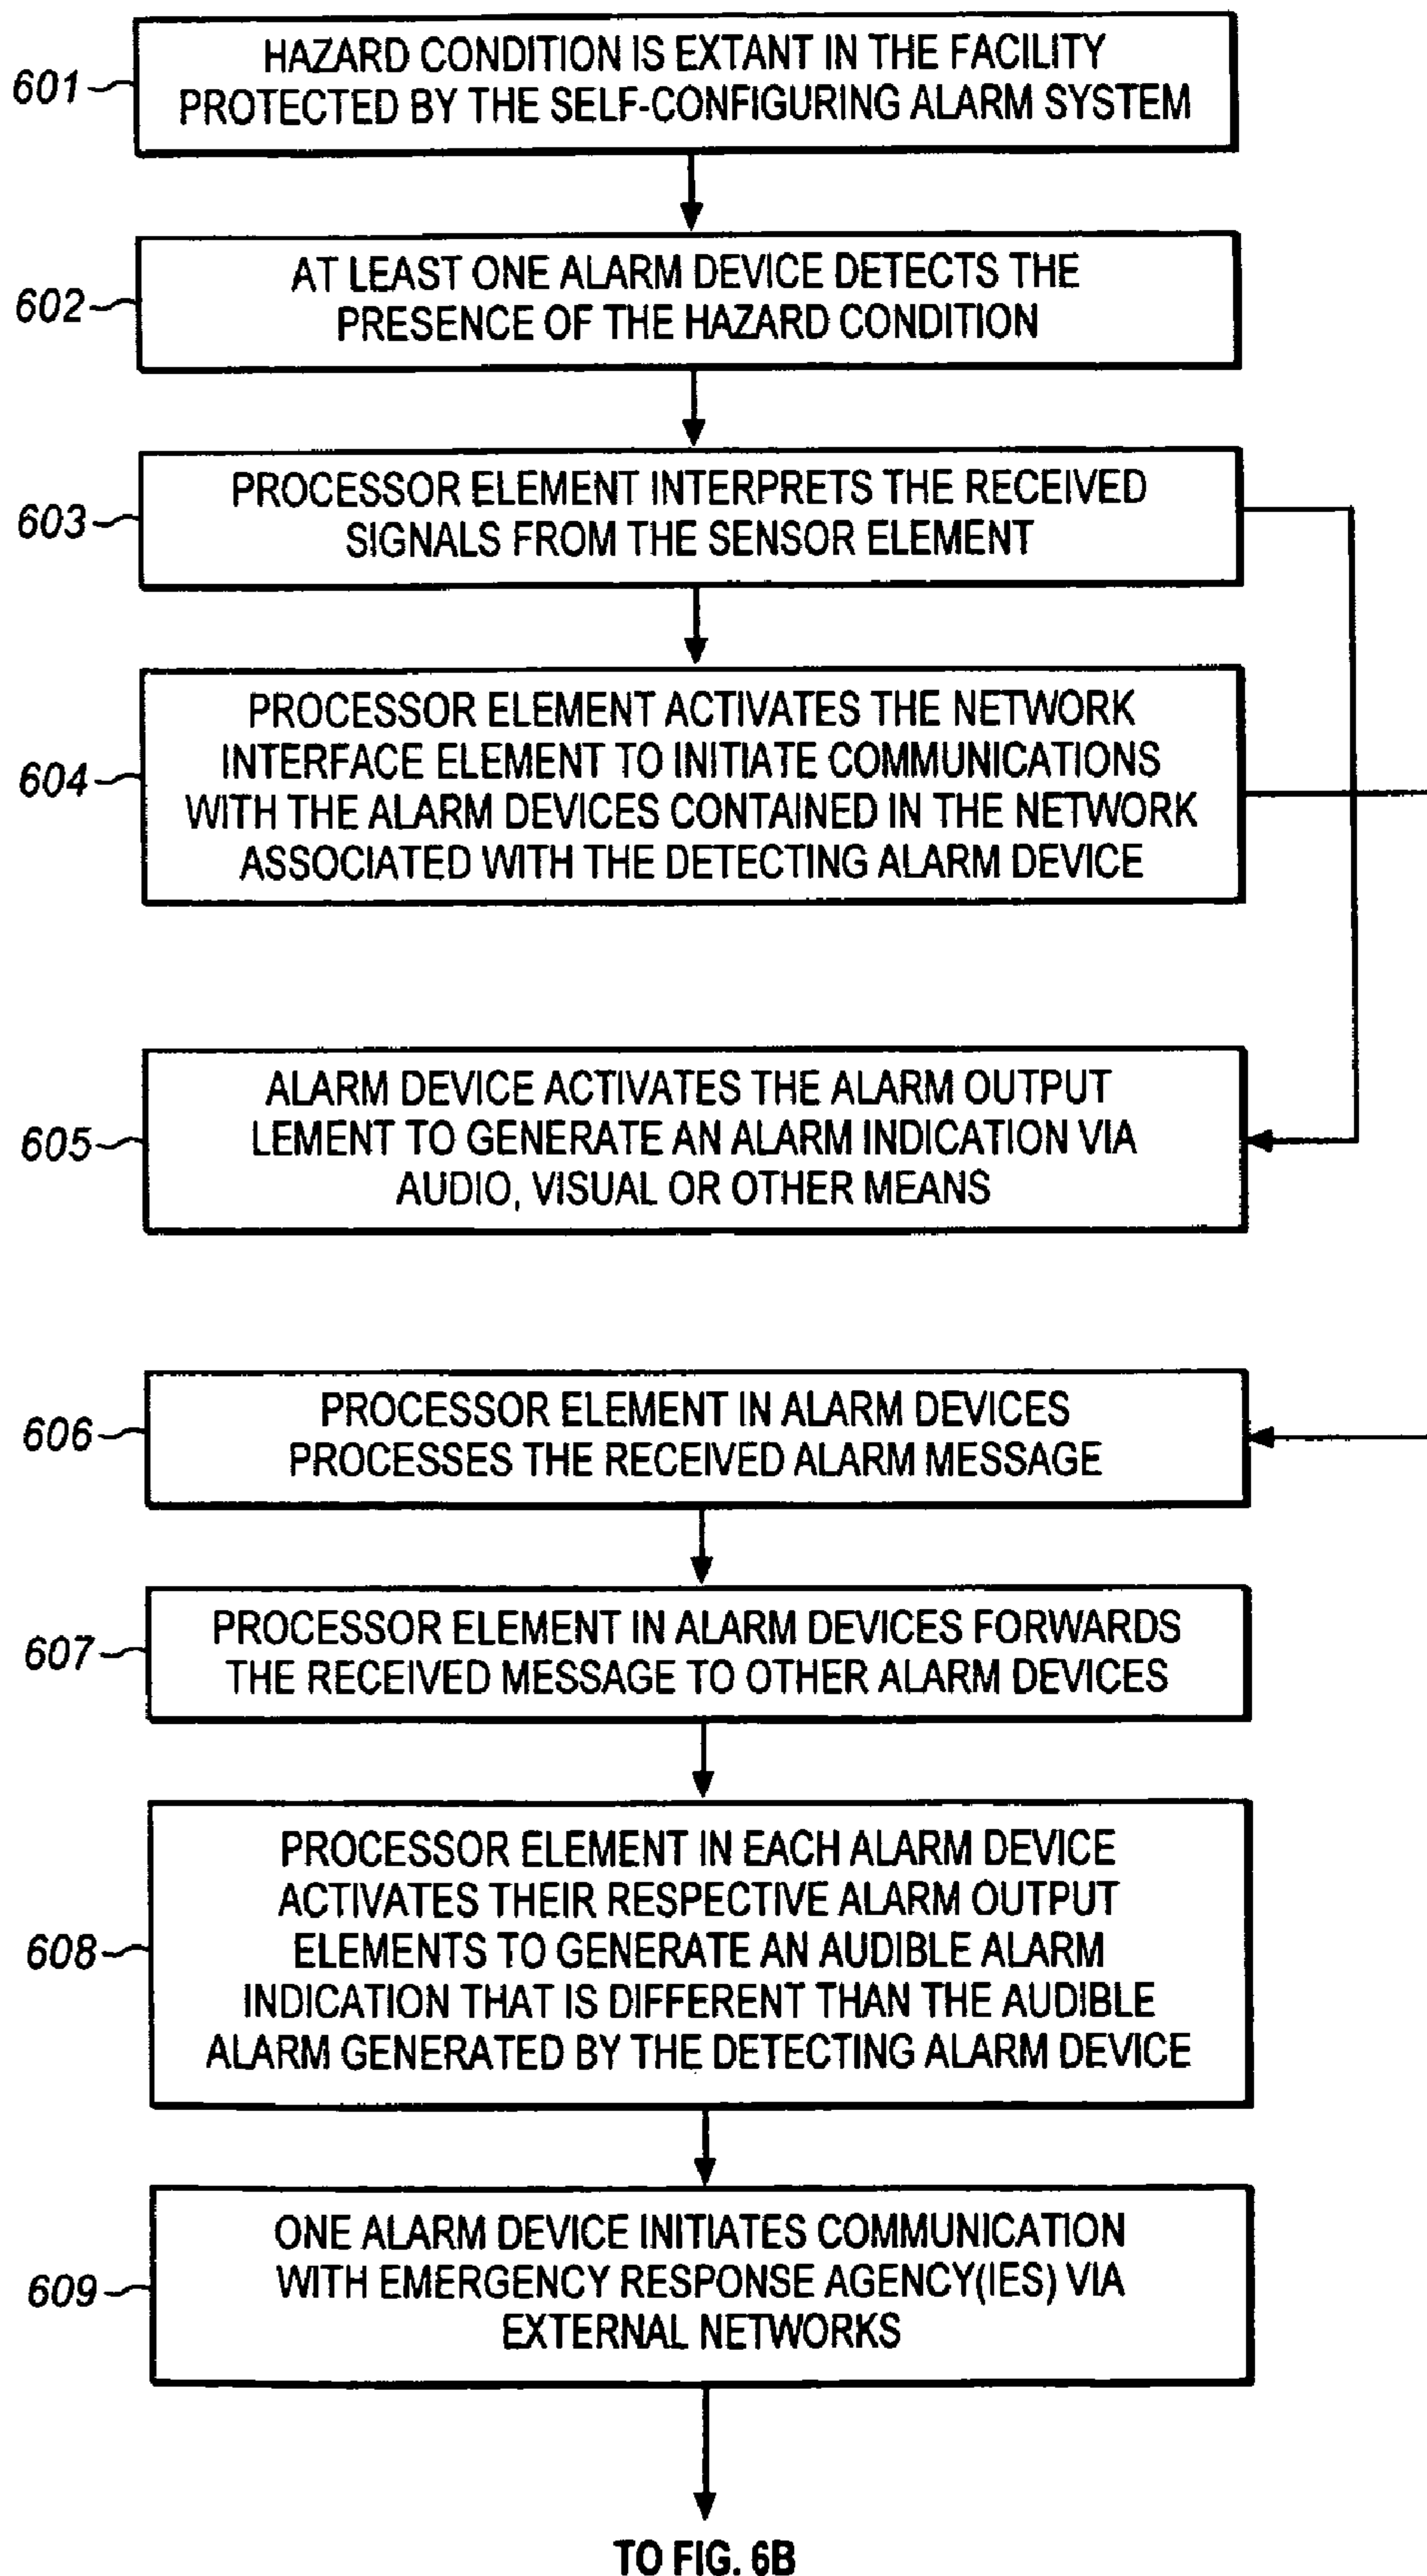 601
HAZARD CONDITION IS EXTANT IN THE FACILITY
PROTECTED BY THE SELF-CONFIGURING ALARM SYSTEM
602
AT LEAST ONE ALARM DEVICE DETECTS THE
PRESENCE OF THE HAZARD CONDITION
603
PROCESSOR ELEMENT INTERPRETS THE RECEIVED
SIGNALS FROM THE SENSOR ELEMENT
604
PROCESSOR ELEMENT ACTIVATES THE NETWORK
INTERFACE ELEMENT TO INITIATE COMMUNICATIONS
WITH THE ALARM DEVICES CONTAINED IN THE NETWORK
ASSOCIATED WITH THE DETECTING ALARM DEVICE
605
ALARM DEVICE ACTIVATES THE ALARM OUTPUT
LEMENT TO GENERATE AN ALARM INDICATION VIA
AUDIO, VISUAL OR OTHER MEANS
606
PROCESSOR ELEMENT IN ALARM DEVICES
PROCESSES THE RECEIVED ALARM MESSAGE
607
PROCESSOR ELEMENT IN ALARM DEVICES FORWARDS
THE RECEIVED MESSAGE TO OTHER ALARM DEVICES
608
PROCESSOR ELEMENT IN EACH ALARM DEVICE
ACTIVATES THEIR RESPECTIVE ALARM OUTPUT
ELEMENTS TO GENERATE AN AUDIBLE ALARM
INDICATION THAT IS DIFFERENT THAN THE AUDIBLE
ALARM GENERATED BY THE DETECTING ALARM DEVICE
609
ONE ALARM DEVICE INITIATES COMMUNICATION
WITH EMERGENCY RESPONSE AGENCY(IES) VIA
EXTERNAL NETWORKS
TO FIG. 6B